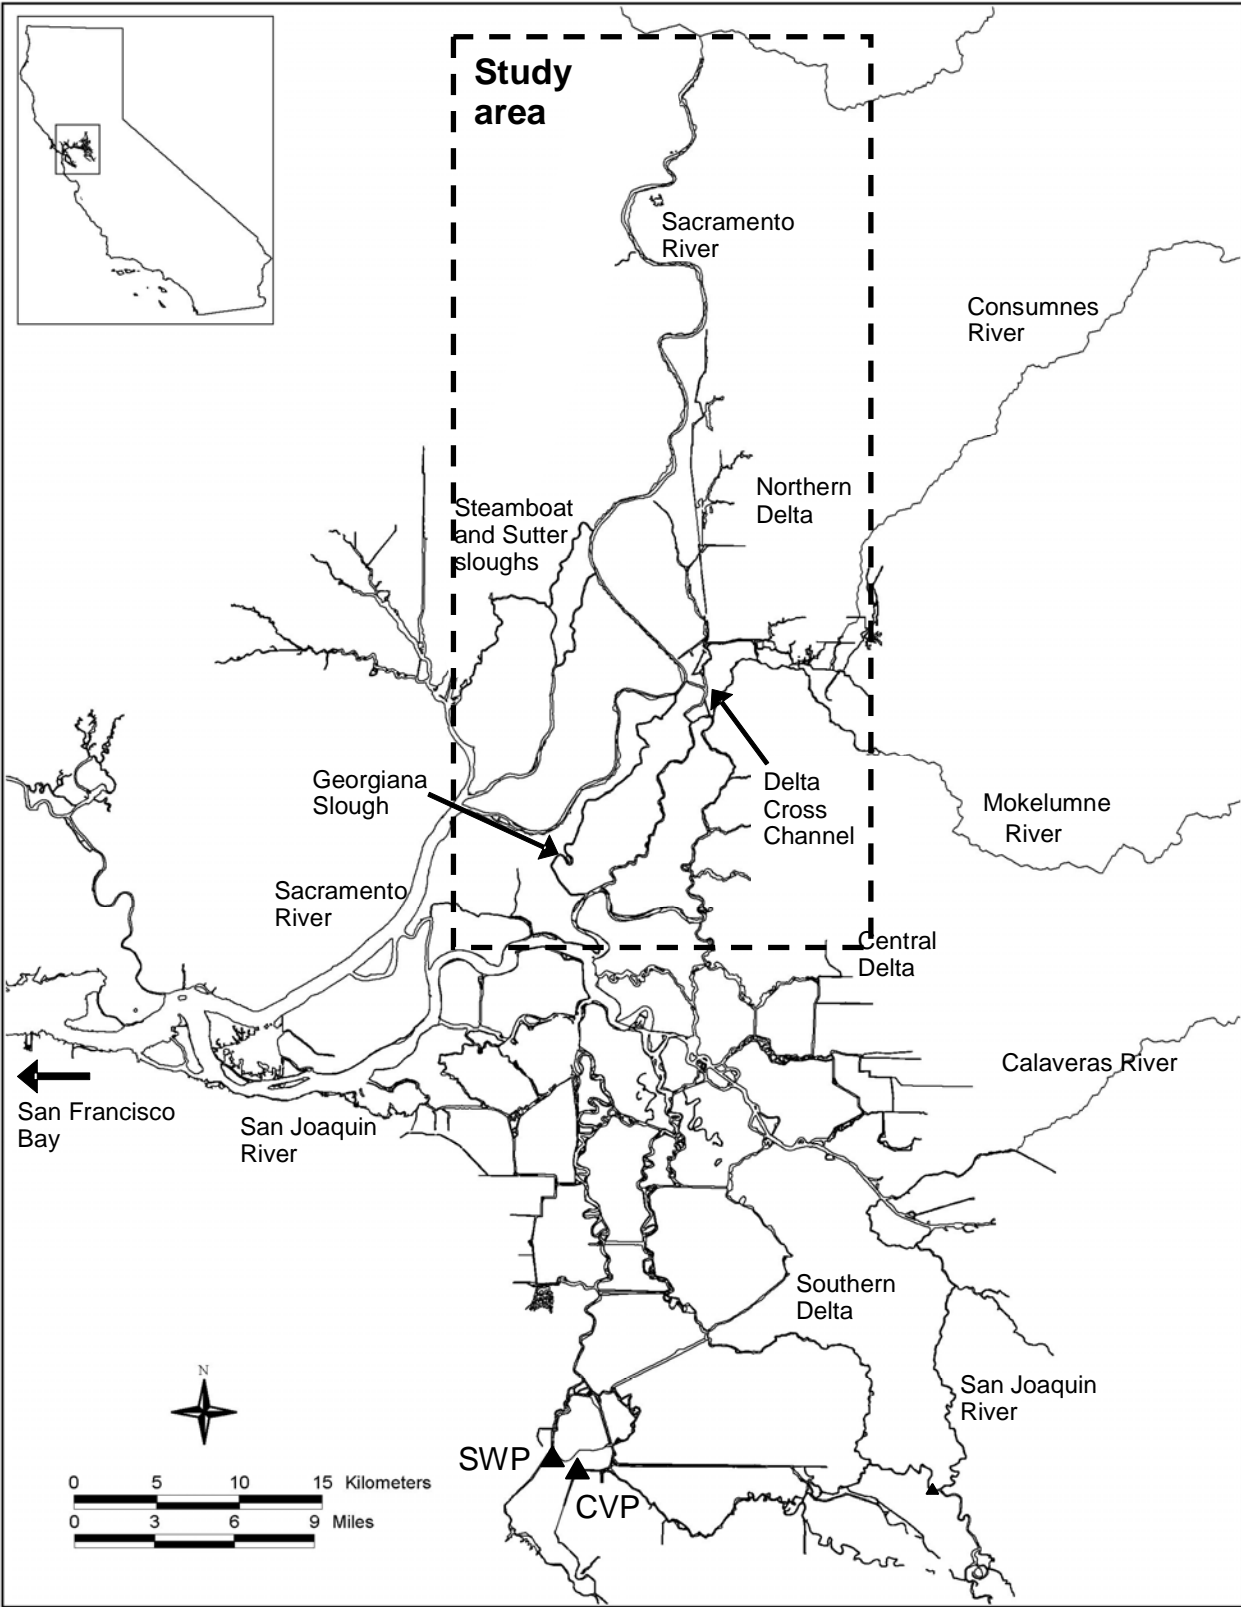 Study
area
Sacramento
River
Consumnes
River
Northern
Delta
Steamboat
and Sutter
sloughs
Georgiana
Slough
Delta
Cross
Channel
Mokelumne
River
Sacramento
River
Central
Delta
Calaveras River
San Francisco
Bay
San Joaquin
River
Southern
Delta
San Joaquin
River
N
SWP
CVP
0 5 10 15 Kilometers
0 3 6 9 Miles